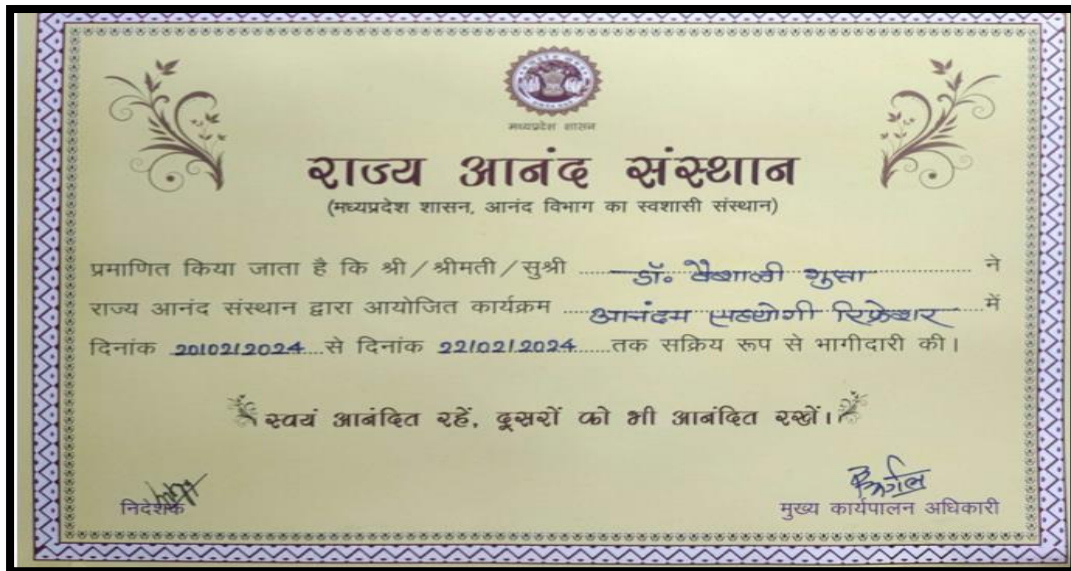 मध्यप्रदेश शासन
राज्य आनंद संस्थान
(मध्यप्रदेश शासन, आनंद विभाग का स्वशासी संस्थान)
प्रमाणित किया जाता है कि श्री / श्रीमती / सुश्री डॉ. वैशाली गुप्ता ने
राज्य आनंद संस्थान द्वारा आयोजित कार्यक्रम आनंदम सहयोगी रिफ्रेशर में
दिनांक 20/02/2024 से दिनांक 22/02/2024 तक सक्रिय रूप से भागीदारी की।
स्वयं आनंदित रहें, दूसरों को भी आनंदित रखें।
निदेशक
मुख्य कार्यपालन अधिकारी